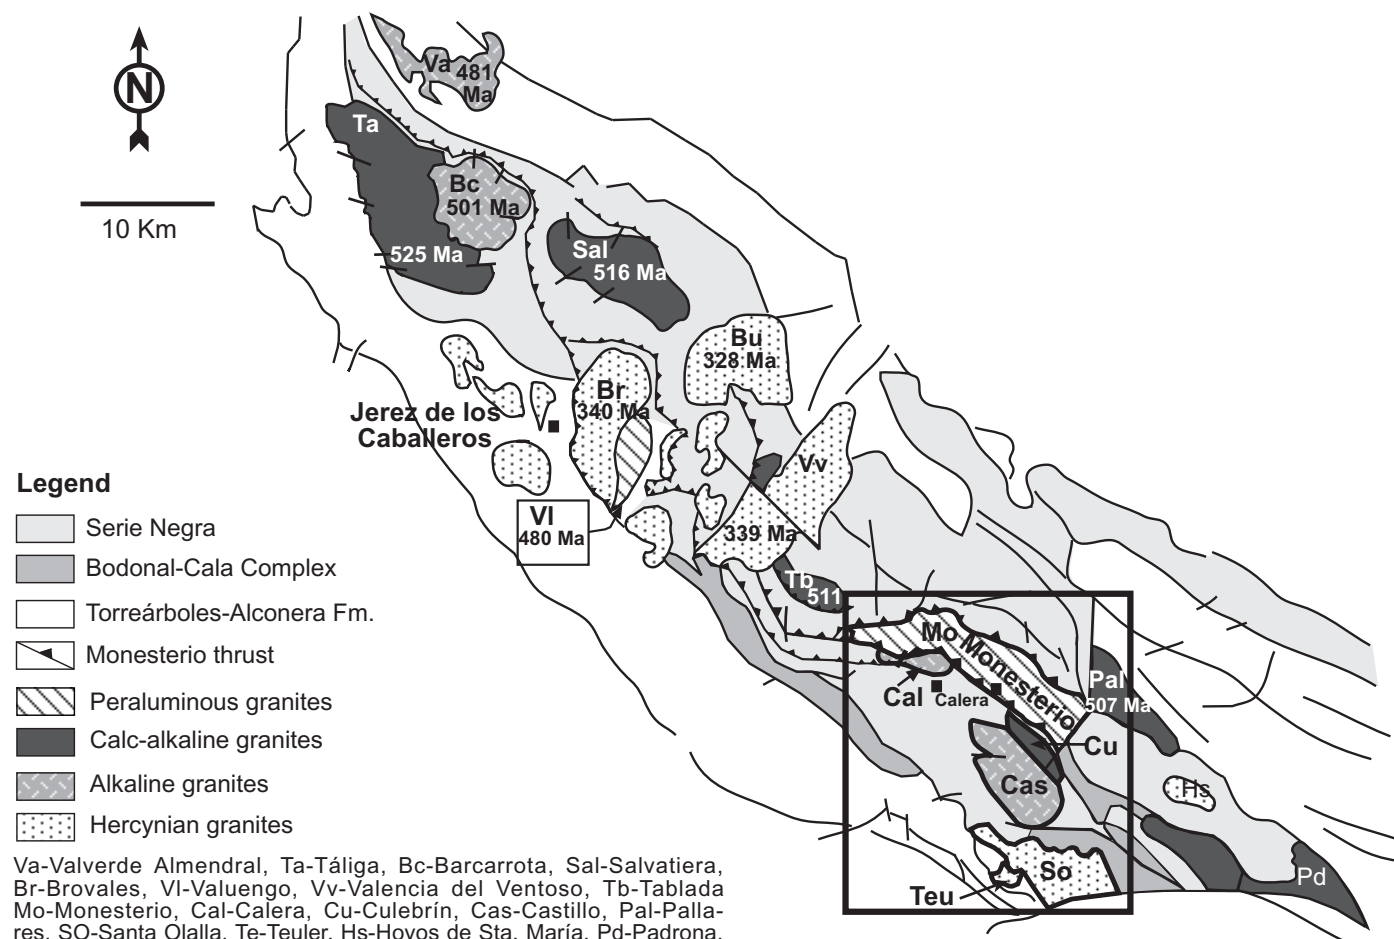 N
10 Km
Va 481
Ma
Ta
Bc
501 Ma
525 Ma
Sal
516 Ma
Bu
328 Ma
Br
340 Ma
Jerez de los
Caballeros
Vv
339 Ma
Vl
480 Ma
Tb
511
Mo Monesterio
Pal
507 Ma
Cal
Calera
Cu
Cas
Hs
So
Teu
Pd
Legend
Serie Negra
Bodonal-Cala Complex
Torreárboles-Alconera Fm.
Monesterio thrust
Peraluminous granites
Calc-alkaline granites
Alkaline granites
Hercynian granites
Va-Valverde Almendral, Ta-Táliga, Bc-Barcarrota, Sal-Salvatiera,
Br-Brovales, Vl-Valuengo, Vv-Valencia del Ventoso, Tb-Tablada
Mo-Monesterio, Cal-Calera, Cu-Culebrín, Cas-Castillo, Pal-Palla-
res, SO-Santa Olalla, Te-Teuler, Hs-Hoyos de Sta. María, Pd-Padrona.